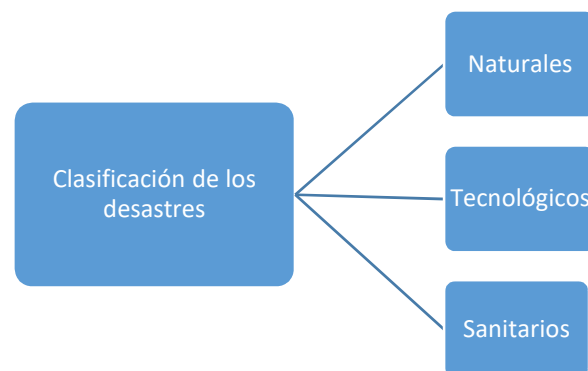 Clasificación de los
desastres
Naturales
Tecnológicos
Sanitarios